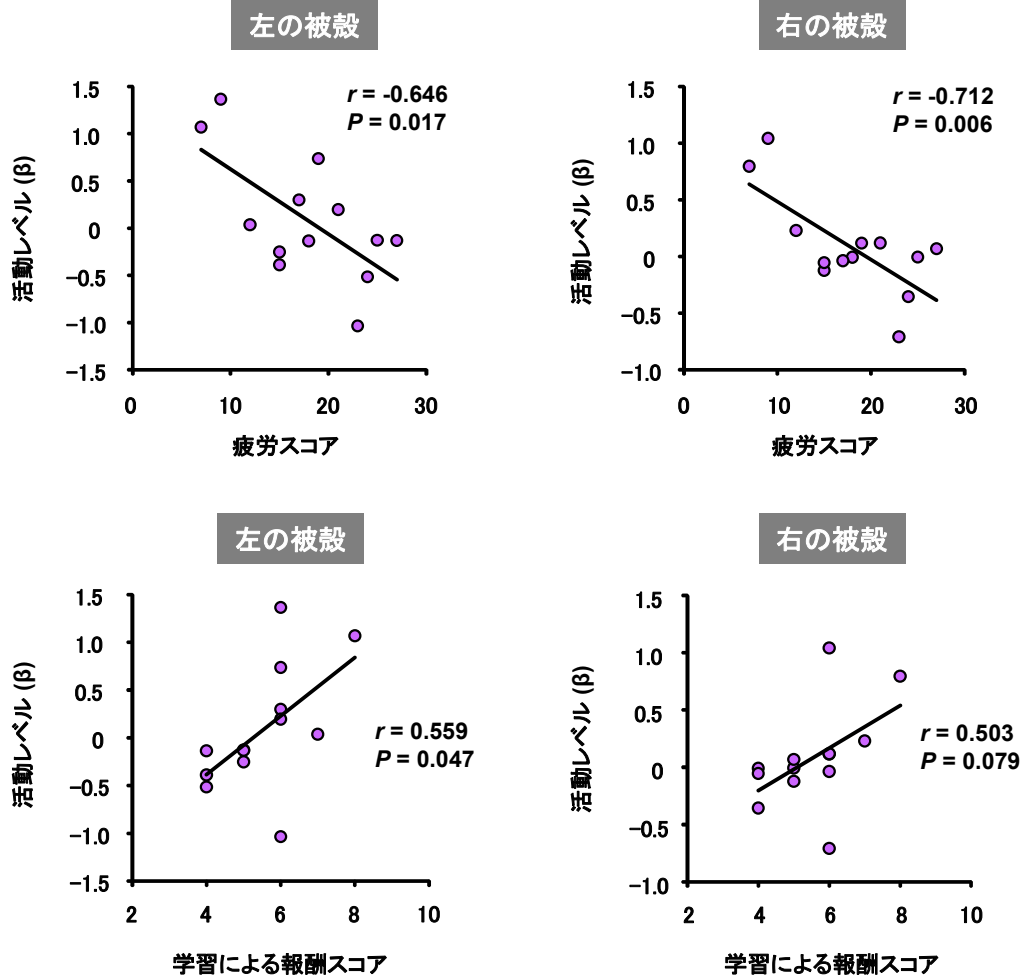 左の被殻
右の被殻
r = -0.646
P = 0.017
活動レベル (β)
1.5
1.0
0.5
0
−0.5
−1.0
−1.5
0 10 20 30
疲労スコア
r = -0.712
P = 0.006
活動レベル (β)
1.5
1.0
0.5
0
−0.5
−1.0
0 10 20 30
疲労スコア
左の被殻
右の被殻
r = 0.559
P = 0.047
活動レベル (β)
1.5
1.0
0.5
0
−0.5
−1.0
−1.5
2 4 6 8 10
学習による報酬スコア
r = 0.503
P = 0.079
活動レベル (β)
1.5
1.0
0.5
0
−0.5
−1.0
2 4 6 8 10
学習による報酬スコア